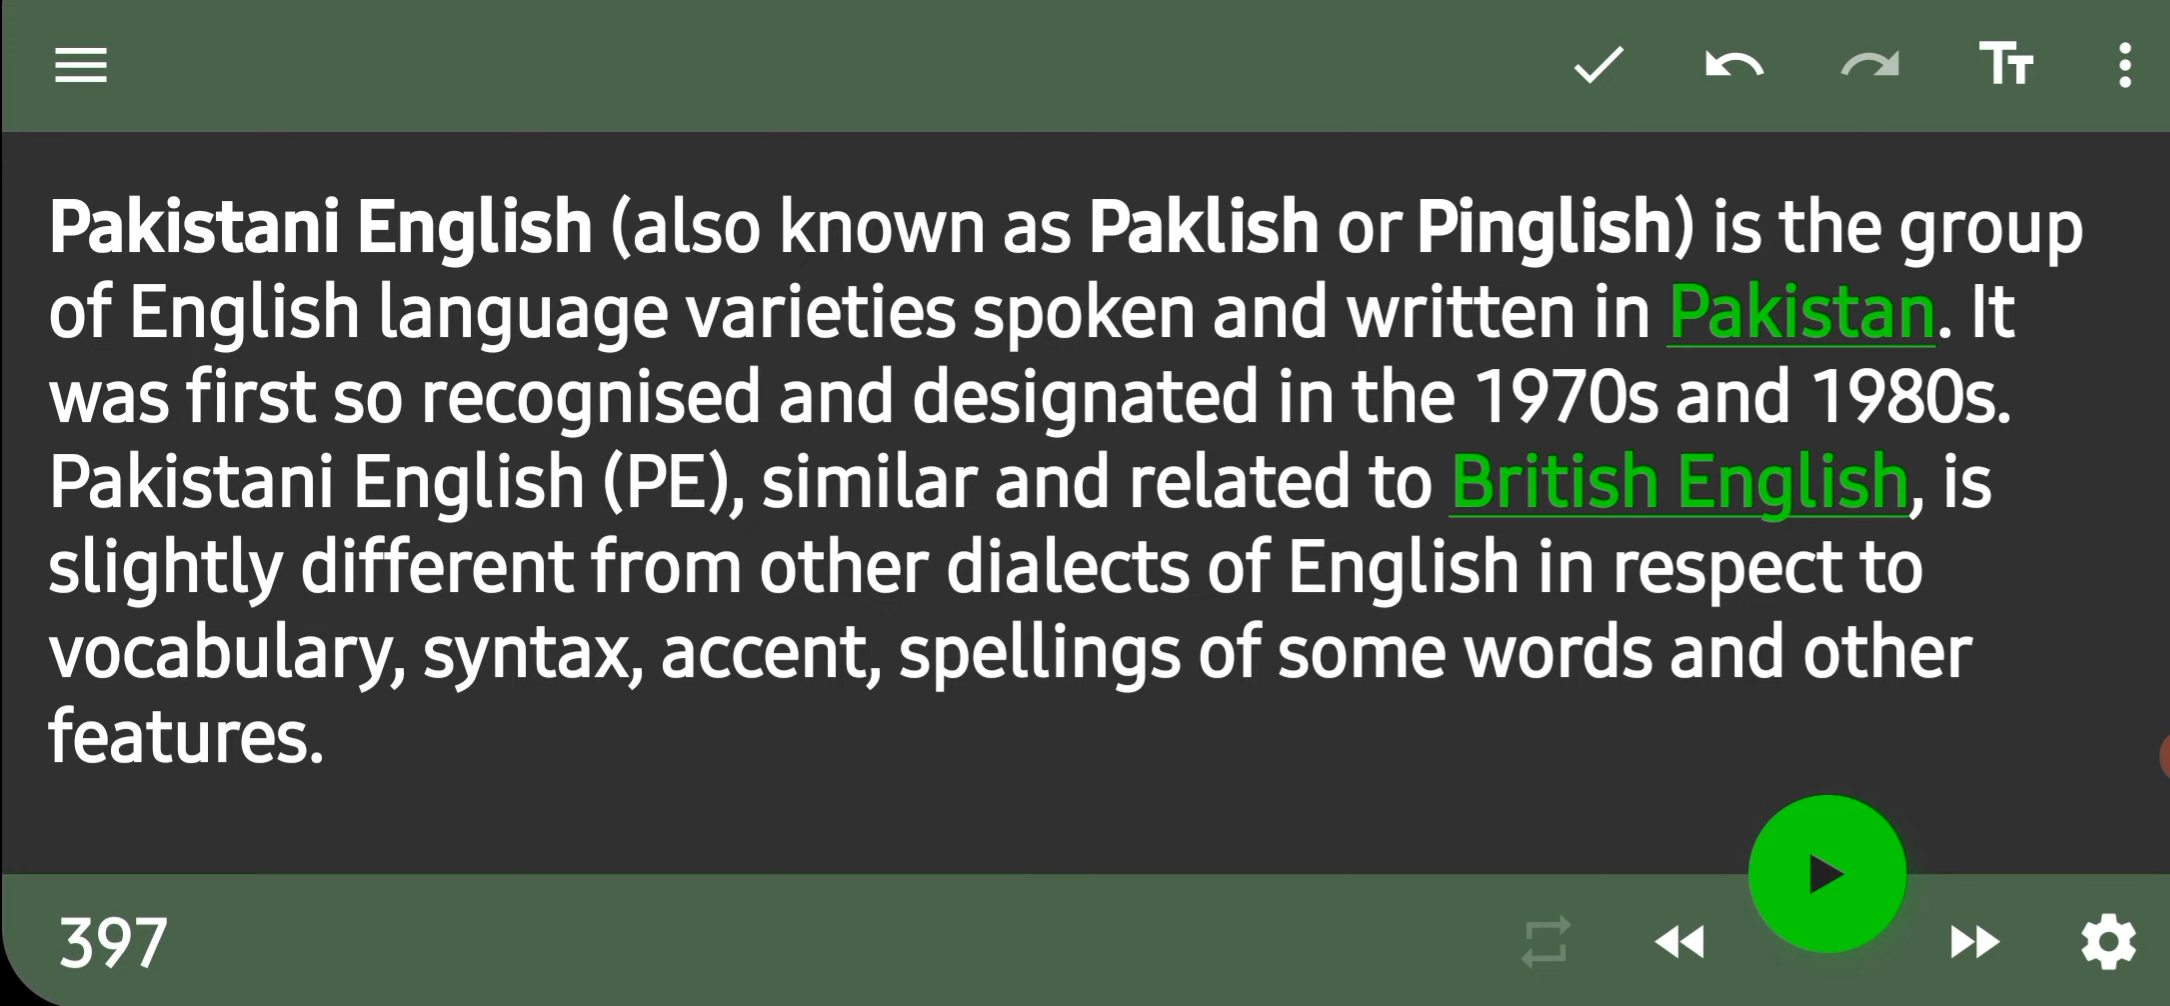 Tт
Pakistani English (also known as Paklish or Pinglish) is the group
of English language varieties spoken and written in Pakistan. It
was first so recognised and designated in the 1970s and 1980s.
Pakistani English (PE), similar and related to British English, is
slightly different from other dialects of English in respect to
vocabulary, syntax, accent, spellings of some words and other
features.
397